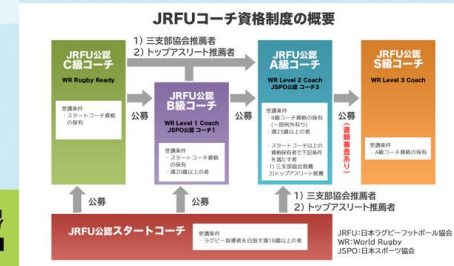 JRFUコーチ資格制度の概要
1) 三支部協会推薦者
2) トップアスリート推薦者
JRFU公認
C級コーチ
WR Rugby Ready
受講条件
・スタートコーチ資格
の保有
公募
JRFU公認
B級コーチ
WR Level 1 Coach
JSPO公認 コーチ1
受講条件
・スタートコーチ資格
の保有
・満20歳以上の者
公募
JRFU公認
A級コーチ
WR Level 2 Coach
JSPO公認 コーチ3
受講条件
・B級コーチ資格の保有
(一部例外有り)
・満23歳以上の者
・スタートコーチ以上の
資格保有者で下記条件
を満たす者
1) 三支部協会推薦
2)トップアスリート推薦
公募
(書類審査あり)
JRFU公認
S級コーチ
WR Level 3 Coach
受講条件
・A級コーチ資格の保有
公募
公募
1) 三支部協会推薦者
2) トップアスリート推薦者
JRFU公認スタートコーチ
受講条件
・ラグビー指導者を目指す満18歳以上の者
JRFU:日本ラグビーフットボール協会
WR:World Rugby
JSPO:日本スポーツ協会